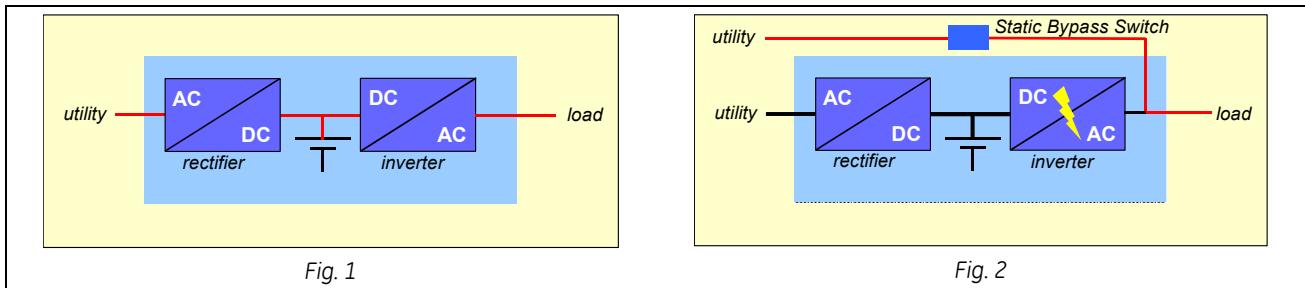 AC
DC
DC
AC
utility
load
rectifier
inverter
Fig. 1
Static Bypass Switch
utility
AC
DC
DC
AC
utility
load
rectifier
inverter
Fig. 2